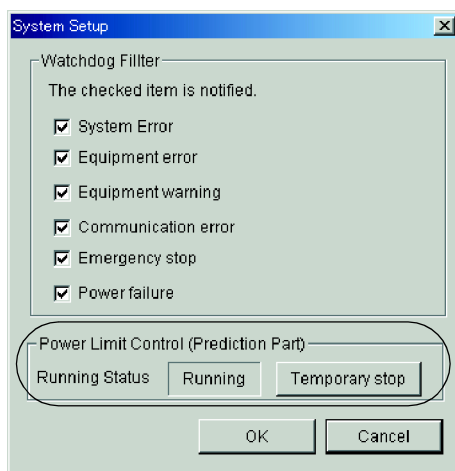 System Setup
Watchdog Fillter
The checked item is notified.
System Error
Equipment error
Equipment warning
Communication error
Emergency stop
Power failure
Power Limit Control (Prediction Part)
Running Status Running Temporary stop
OK Cancel